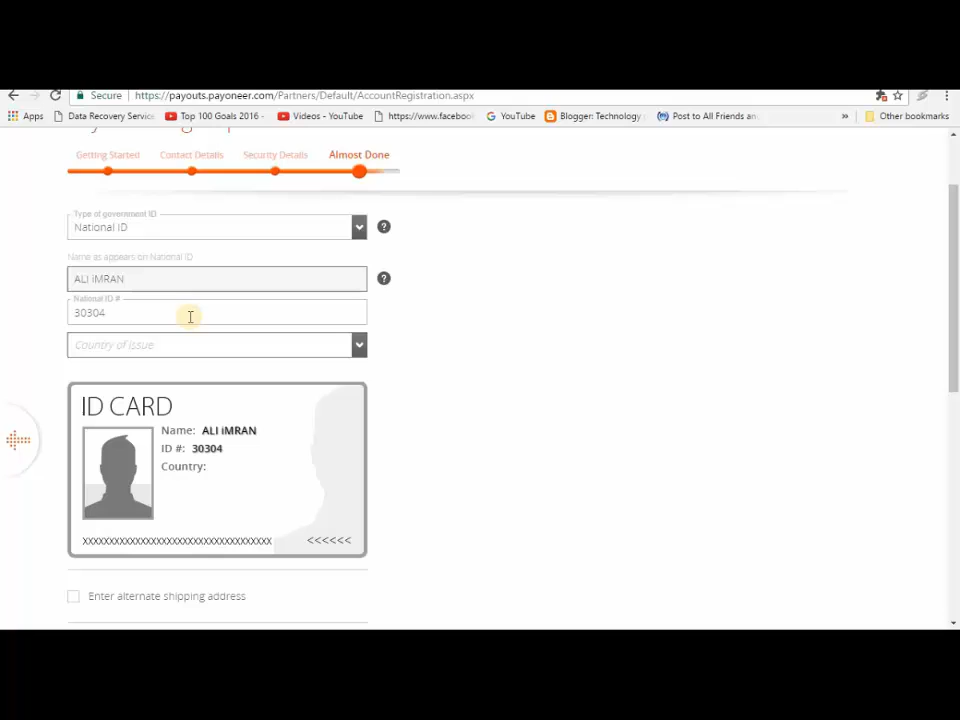 Secure https://payouts.payoneer.com/Partners/Default/AccountRegistration.aspx
Apps Data Recovery Servic Top 100 Goals 2016 - Videos - YouTube https://www.facebook YouTube Blogger: Technology Post to All Friends an » Other bookmarks
Getting Started Contact Details Security Details Almost Done
Type of government ID
National ID
?
Name as appears on National ID
ALI iMRAN
?
National ID #
30304
Country of issue
ID CARD
Name: ALI iMRAN
ID #: 30304
Country:
XXXXXXXXXXXXXXXXXXXXXXXXXXXXXXXXXXX <<<<<<
Enter alternate shipping address